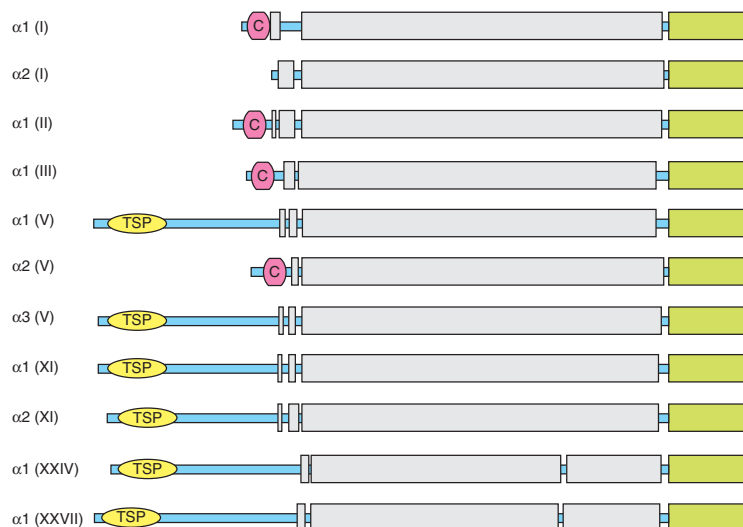 α1 (I) C
α2 (I)
α1 (II) C
α1 (III) C
α1 (V) TSP
α2 (V) C
α3 (V) TSP
α1 (XI) TSP
α2 (XI) TSP
α1 (XXIV) TSP
α1 (XXVII) TSP